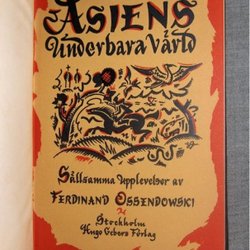 ASIENS
Underbara Värld
Sällsamma Upplevelser av
FERDINAND OSSENDOWSKI
Stockholm
Hugo Gebers Förlag